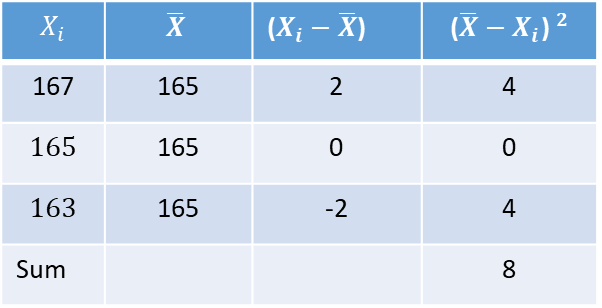 Xᵢ X̅ (Xᵢ − X̅) (X̅ − Xᵢ) ²
167 165 2 4
165 165 0 0
163 165 -2 4
Sum 8